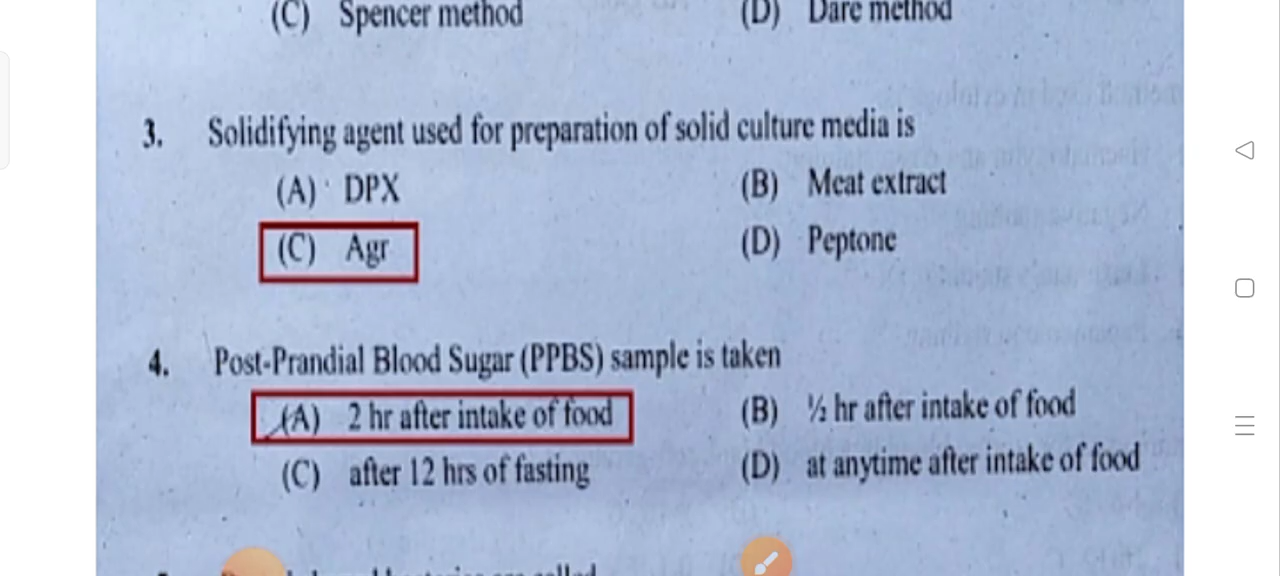 (C) Spencer method (D) Dare method
3. Solidifying agent used for preparation of solid culture media is
(A) DPX (B) Meat extract
(C) Agr (D) Peptone
4. Post-Prandial Blood Sugar (PPBS) sample is taken
(A) 2 hr after intake of food (B) ½ hr after intake of food
(C) after 12 hrs of fasting (D) at anytime after intake of food